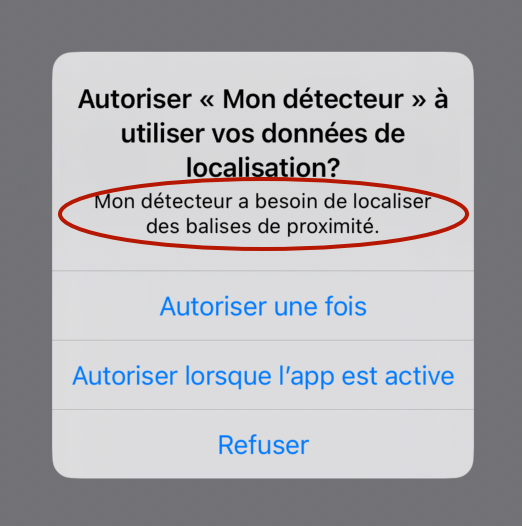 Autoriser « Mon détecteur » à
utiliser vos données de
localisation?
Mon détecteur a besoin de localiser
des balises de proximité.
Autoriser une fois
Autoriser lorsque l’app est active
Refuser